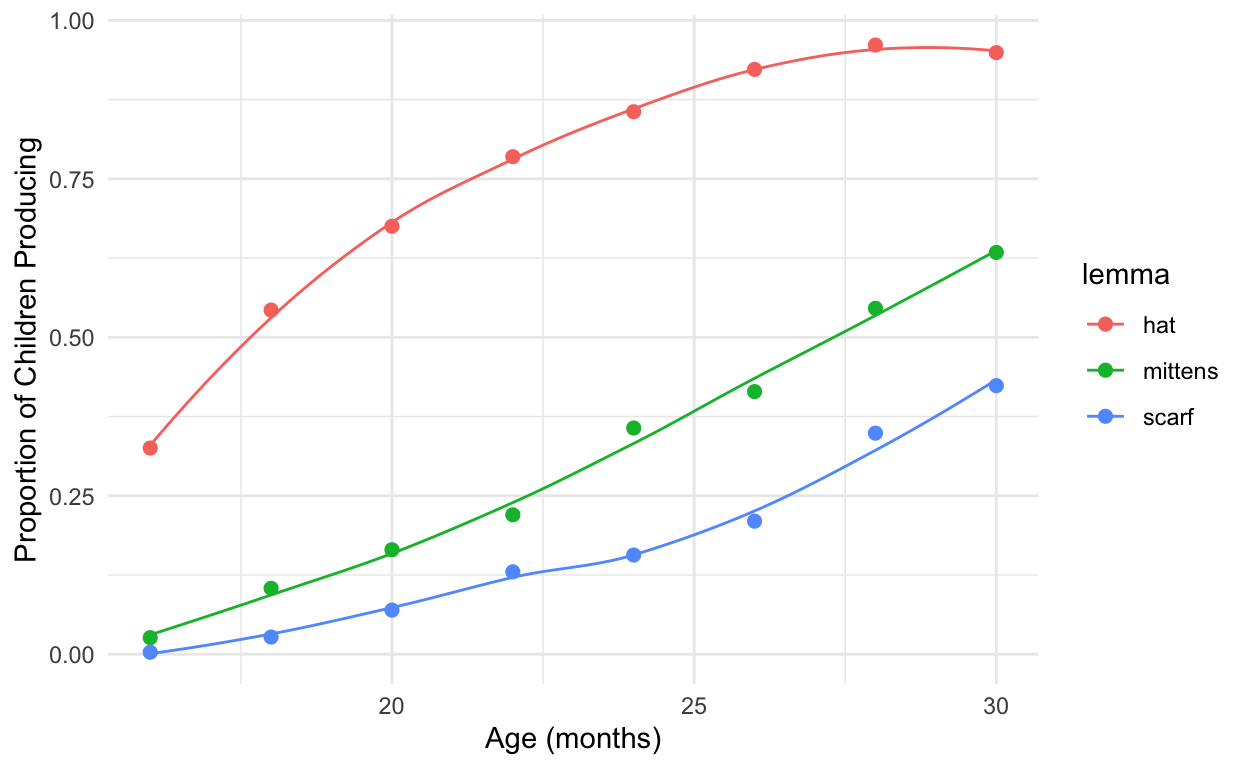 1.00
0.75
0.50
0.25
0.00
Proportion of Children Producing
20
25
30
Age (months)
lemma
hat
mittens
scarf